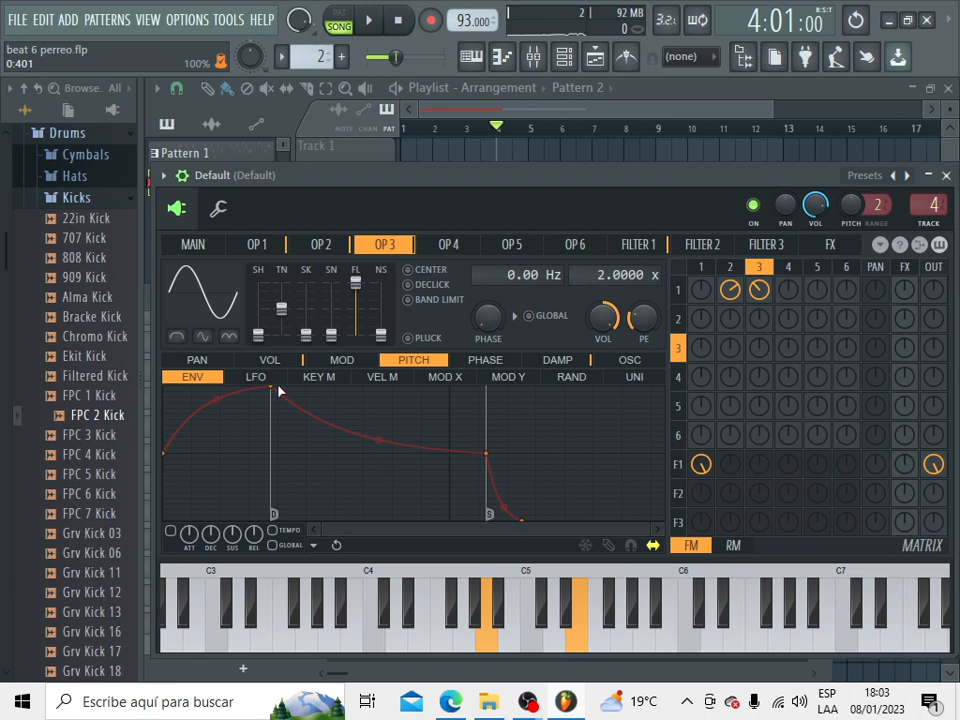 FILE EDIT ADD PATTERNS VIEW OPTIONS TOOLS HELP
PAT
SONG
93.000
2
92 MB
0
3.2.1
4:01:00
B:S:T
beat 6 perreo.flp
0:401
100%
2
(none)
Browse.. All
Playlist - Arrangement
Pattern 2
NOTE CHAN PAT
1 2 3 4 5 6 7 8 9 10 11 12 13 14 15 16 17
Pattern 1
Track 1
Drums
Cymbals
Hats
Kicks
22in Kick
707 Kick
808 Kick
909 Kick
Alma Kick
Bracke Kick
Chromo Kick
Ekit Kick
Filtered Kick
FPC 1 Kick
FPC 2 Kick
FPC 3 Kick
FPC 4 Kick
FPC 5 Kick
FPC 6 Kick
FPC 7 Kick
Grv Kick 03
Grv Kick 06
Grv Kick 11
Grv Kick 12
Grv Kick 13
Grv Kick 16
Grv Kick 17
Grv Kick 18
Default (Default)
Presets
2
4
ON PAN VOL PITCH RANGE TRACK
MAIN OP 1 OP 2 OP 3 OP 4 OP 5 OP 6 FILTER 1 FILTER 2 FILTER 3 FX
SH TN SK SN FL NS
CENTER
DECLICK
BAND LIMIT
PLUCK
0.00 Hz
2.0000 x
GLOBAL
PHASE
VOL PE
PAN VOL MOD PITCH PHASE DAMP OSC
ENV LFO KEY M VEL M MOD X MOD Y RAND UNI
D
S
ATT DEC SUS REL
TEMPO
GLOBAL
1 2 3 4 5 6 PAN FX OUT
1
2
3
4
5
6
F1
F2
F3
FM RM MATRIX
C3 C4 C5 C6 C7
Escribe aquí para buscar
19°C
ESP
LAA
18:03
08/01/2023
1